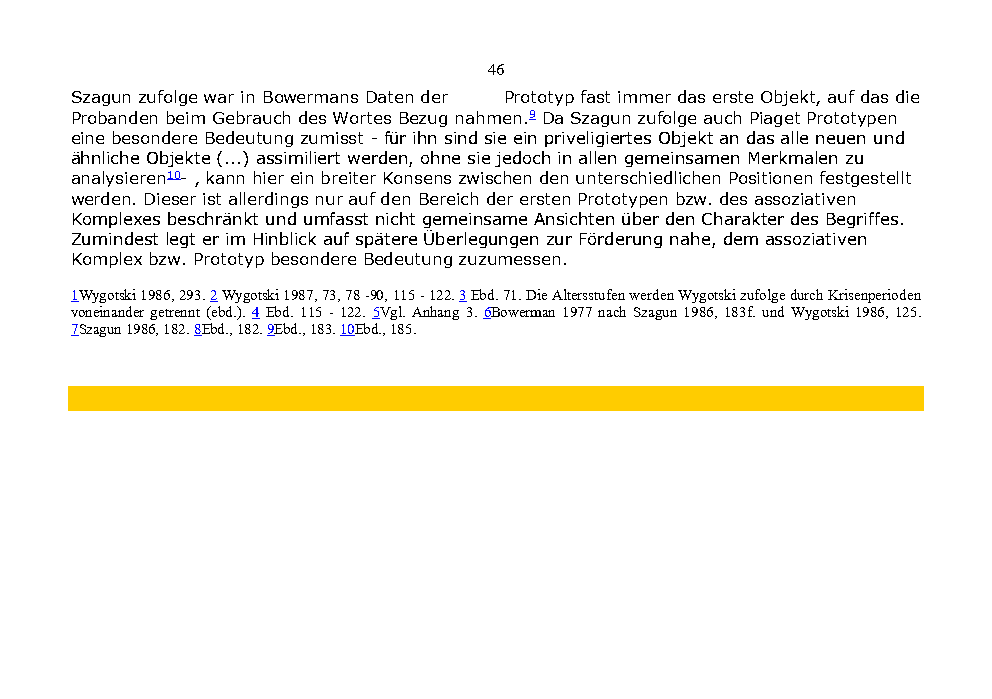 46
Szagun zufolge war in Bowermans Daten der Prototyp fast immer das erste Objekt, auf das die
Probanden beim Gebrauch des Wortes Bezug nahmen.9 Da Szagun zufolge auch Piaget Prototypen
eine besondere Bedeutung zumisst - für ihn sind sie ein priveligiertes Objekt an das alle neuen und
ähnliche Objekte (...) assimiliert werden, ohne sie jedoch in allen gemeinsamen Merkmalen zu
analysieren10 , kann hier ein breiter Konsens zwischen den unterschiedlichen Positionen festgestellt
werden. Dieser ist allerdings nur auf den Bereich der ersten Prototypen bzw. des assoziativen
Komplexes beschränkt und umfasst nicht gemeinsame Ansichten über den Charakter des Begriffes.
Zumindest legt er im Hinblick auf spätere Überlegungen zur Förderung nahe, dem assoziativen
Komplex bzw. Prototyp besondere Bedeutung zuzumessen.
1Wygotski 1986, 293. 2 Wygotski 1987, 73, 78 -90, 115 - 122. 3 Ebd. 71. Die Altersstufen werden Wygotski zufolge durch Krisenperioden
voneinander getrennt (ebd.). 4 Ebd. 115 - 122. 5Vgl. Anhang 3. 6Bowerman 1977 nach Szagun 1986, 183f. und Wygotski 1986, 125.
7Szagun 1986, 182. 8Ebd., 182. 9Ebd., 183. 10Ebd., 185.